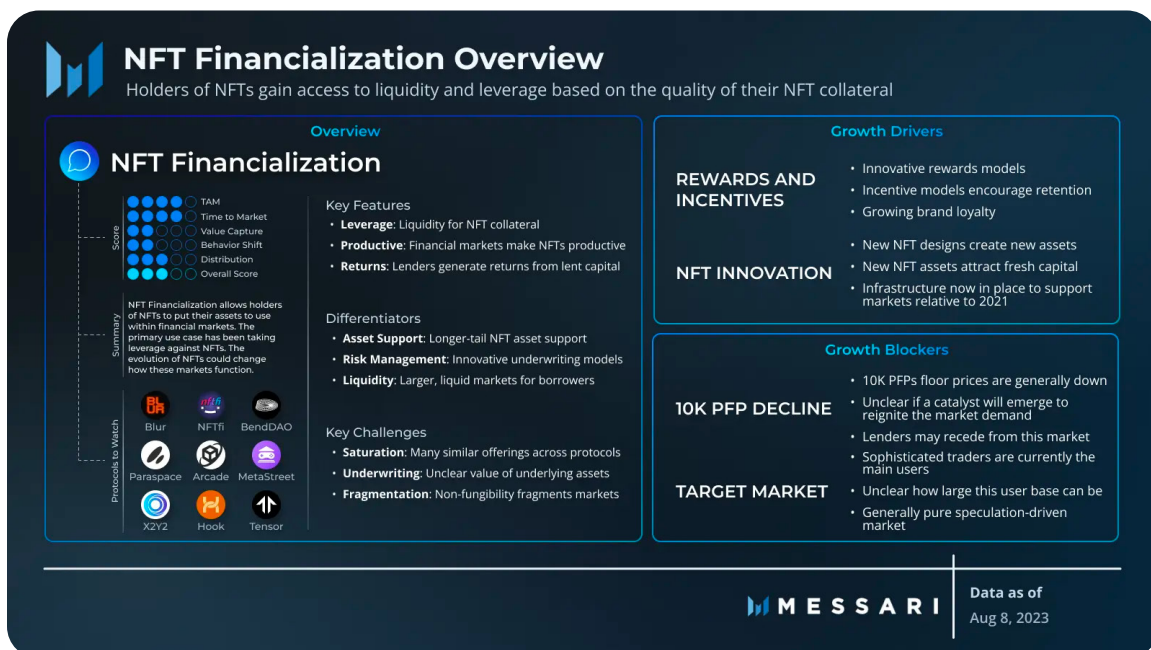 NFT Financialization Overview
Holders of NFTs gain access to liquidity and leverage based on the quality of their NFT collateral
Overview
NFT Financialization
Score
TAM
Time to Market
Value Capture
Behavior Shift
Distribution
Overall Score
Summary
NFT Financialization allows holders
of NFTs to put their assets to use
within financial markets. The
primary use case has been taking
leverage against NFTs. The
evolution of NFTs could change
how these markets function.
Protocols to Watch
BLUR
nftfi
Blur
NFTfi
BendDAO
Paraspace
Arcade
MetaStreet
X2Y2
Hook
Tensor
Key Features
• Leverage: Liquidity for NFT collateral
• Productive: Financial markets make NFTs productive
• Returns: Lenders generate returns from lent capital
Differentiators
• Asset Support: Longer-tail NFT asset support
• Risk Management: Innovative underwriting models
• Liquidity: Larger, liquid markets for borrowers
Key Challenges
• Saturation: Many similar offerings across protocols
• Underwriting: Unclear value of underlying assets
• Fragmentation: Non-fungibility fragments markets
Growth Drivers
REWARDS AND
INCENTIVES
• Innovative rewards models
• Incentive models encourage retention
• Growing brand loyalty
NFT INNOVATION
• New NFT designs create new assets
• New NFT assets attract fresh capital
• Infrastructure now in place to support
markets relative to 2021
Growth Blockers
10K PFP DECLINE
• 10K PFPs floor prices are generally down
• Unclear if a catalyst will emerge to
reignite the market demand
• Lenders may recede from this market
TARGET MARKET
• Sophisticated traders are currently the
main users
• Unclear how large this user base can be
• Generally pure speculation-driven
market
MESSARI
Data as of
Aug 8, 2023